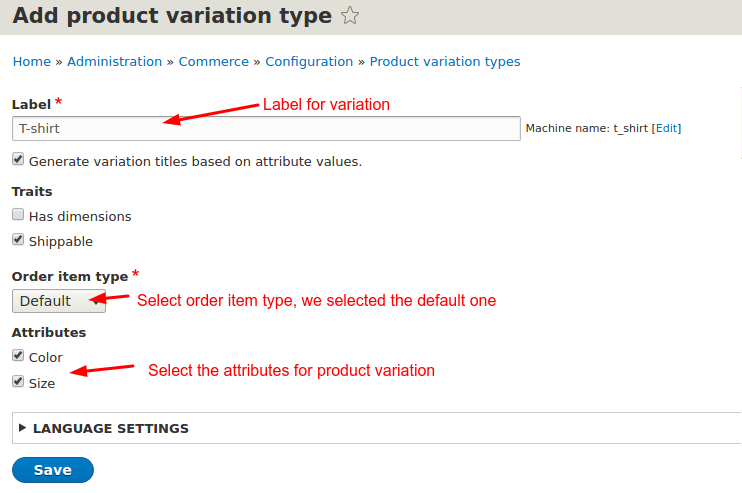 Add product variation type
Home » Administration » Commerce » Configuration » Product variation types
Label *
Label for variation
T-shirt
Machine name: t_shirt [Edit]
Generate variation titles based on attribute values.
Traits
Has dimensions
Shippable
Order item type *
Default
Select order item type, we selected the default one
Attributes
Color
Select the attributes for product variation
Size
LANGUAGE SETTINGS
Save